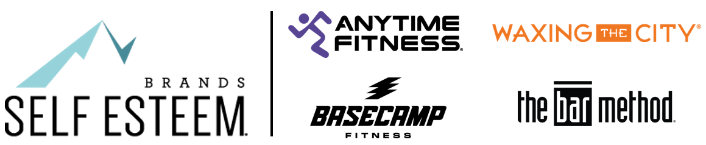 BRANDS
SELF ESTEEM.
ANYTIME
FITNESS®
WAXING THE CITY®
BASECAMP
FITNESS
the bar method.